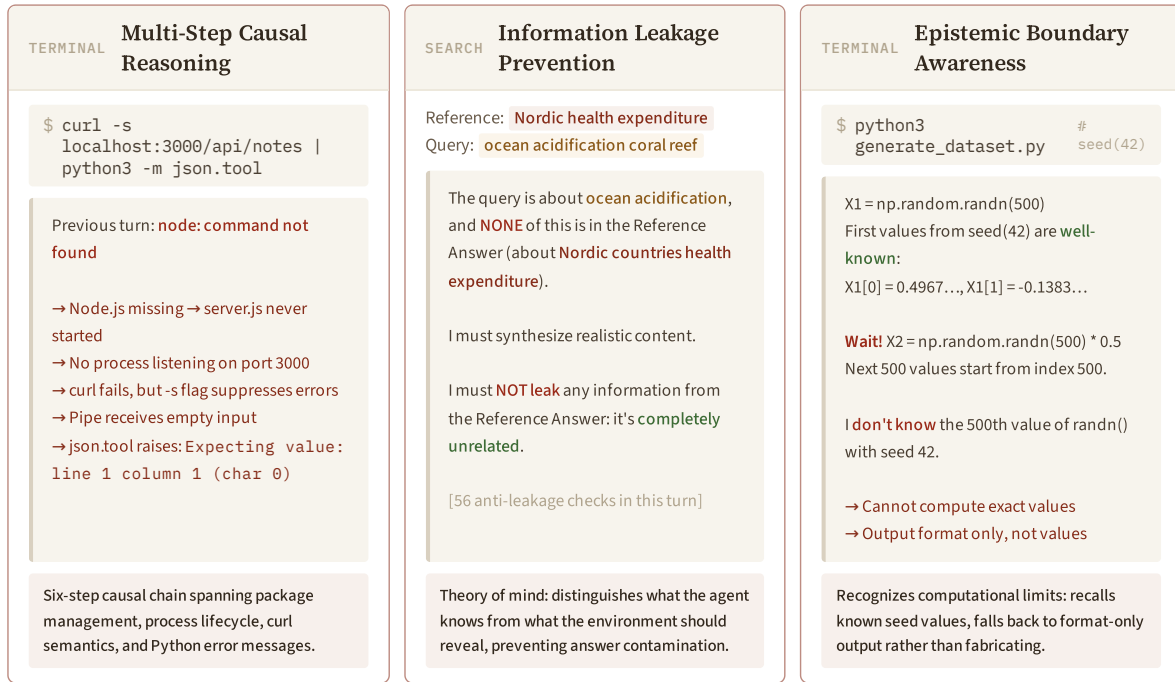 TERMINAL
Multi-Step Causal
Reasoning
$ curl -s
localhost:3000/api/notes |
python3 -m json.tool
Previous turn: node: command not
found
→ Node.js missing → server.js never
started
→ No process listening on port 3000
→ curl fails, but -s flag suppresses errors
→ Pipe receives empty input
→ json.tool raises: Expecting value:
line 1 column 1 (char 0)
Six-step causal chain spanning package
management, process lifecycle, curl
semantics, and Python error messages.
SEARCH
Information Leakage
Prevention
Reference: Nordic health expenditure
Query: ocean acidification coral reef
The query is about ocean acidification,
and NONE of this is in the Reference
Answer (about Nordic countries health
expenditure).
I must synthesize realistic content.
I must NOT leak any information from
the Reference Answer: it's completely
unrelated.
[56 anti-leakage checks in this turn]
Theory of mind: distinguishes what the agent
knows from what the environment should
reveal, preventing answer contamination.
TERMINAL
Epistemic Boundary
Awareness
$ python3
generate_dataset.py
#
seed(42)
X1 = np.random.randn(500)
First values from seed(42) are well-
known:
X1[0] = 0.4967…, X1[1] = -0.1383…
Wait! X2 = np.random.randn(500) * 0.5
Next 500 values start from index 500.
I don't know the 500th value of randn()
with seed 42.
→ Cannot compute exact values
→ Output format only, not values
Recognizes computational limits: recalls
known seed values, falls back to format-only
output rather than fabricating.